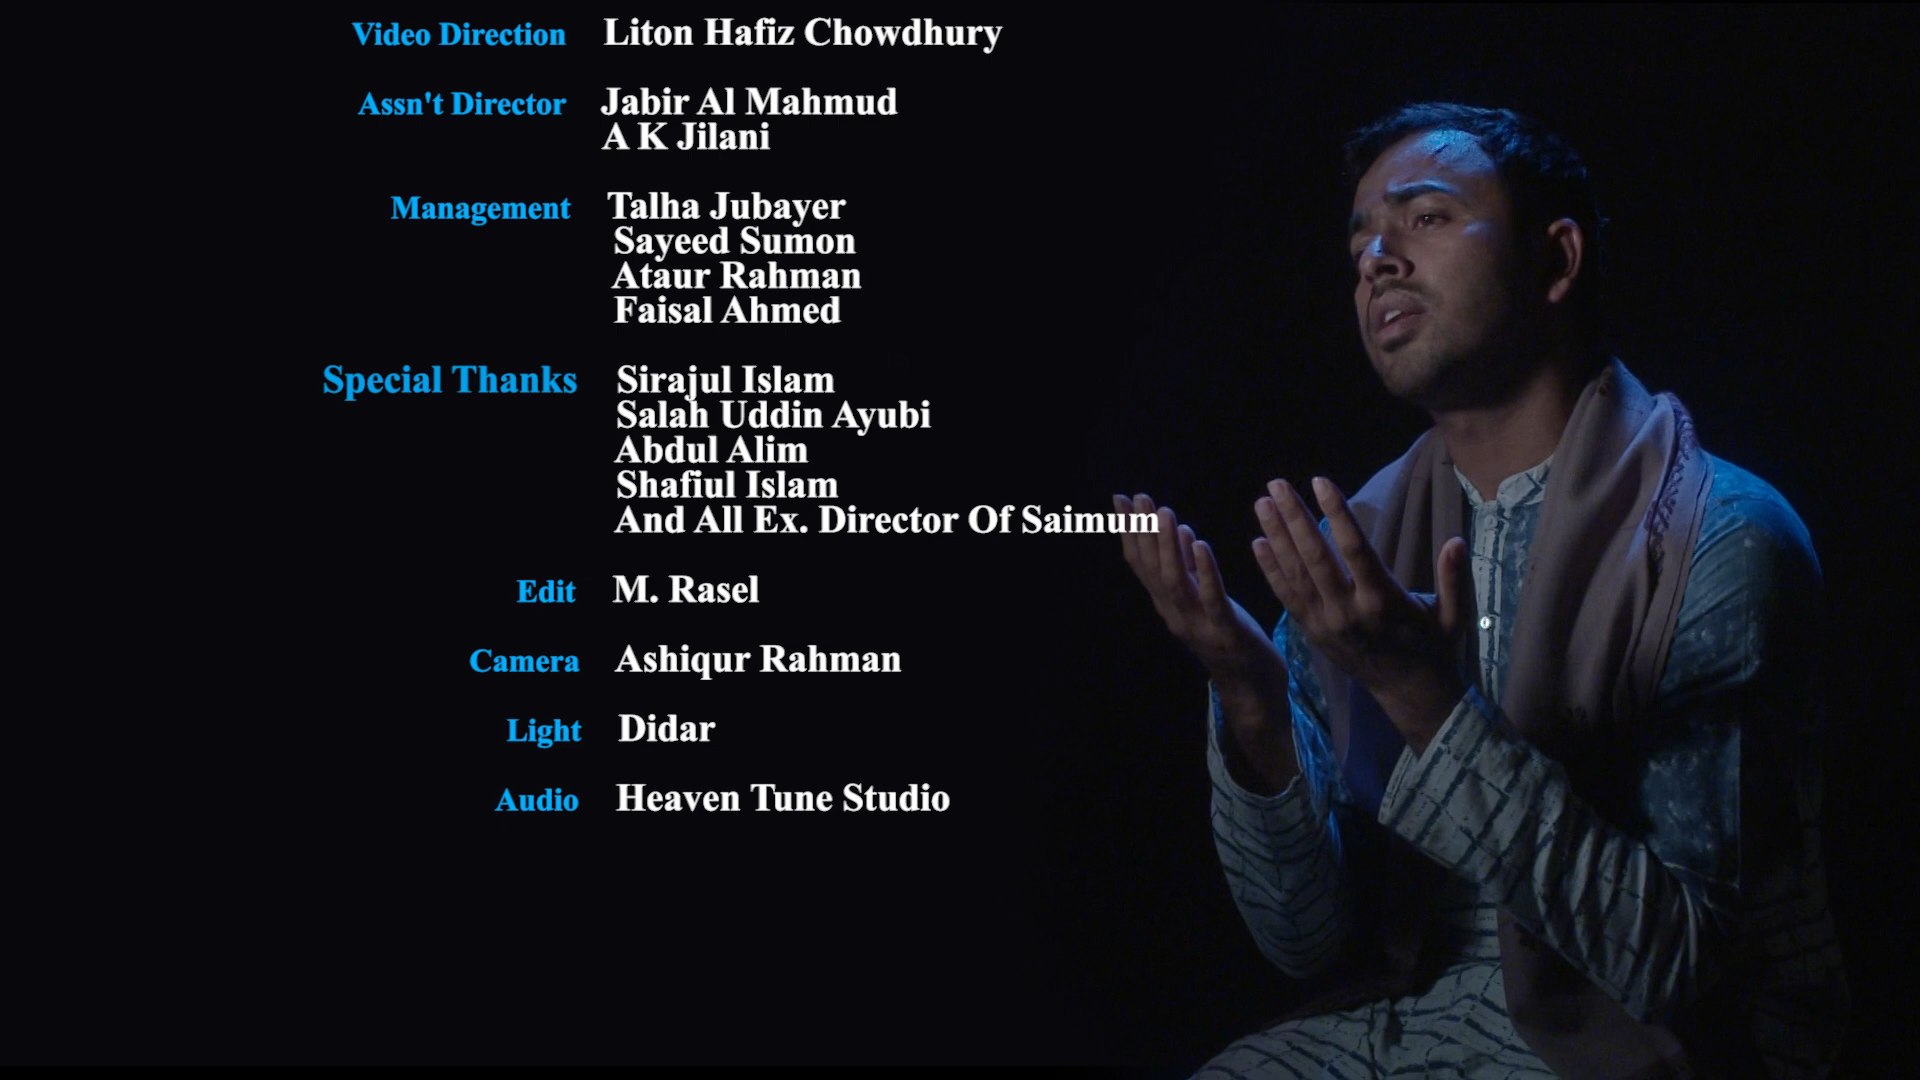 Video Direction Liton Hafiz Chowdhury
Assn't Director Jabir Al Mahmud
A K Jilani
Management Talha Jubayer
Sayeed Sumon
Ataur Rahman
Faisal Ahmed
Special Thanks Sirajul Islam
Salah Uddin Ayubi
Abdul Alim
Shafiul Islam
And All Ex. Director Of Saimum
Edit M. Rasel
Camera Ashiqur Rahman
Light Didar
Audio Heaven Tune Studio